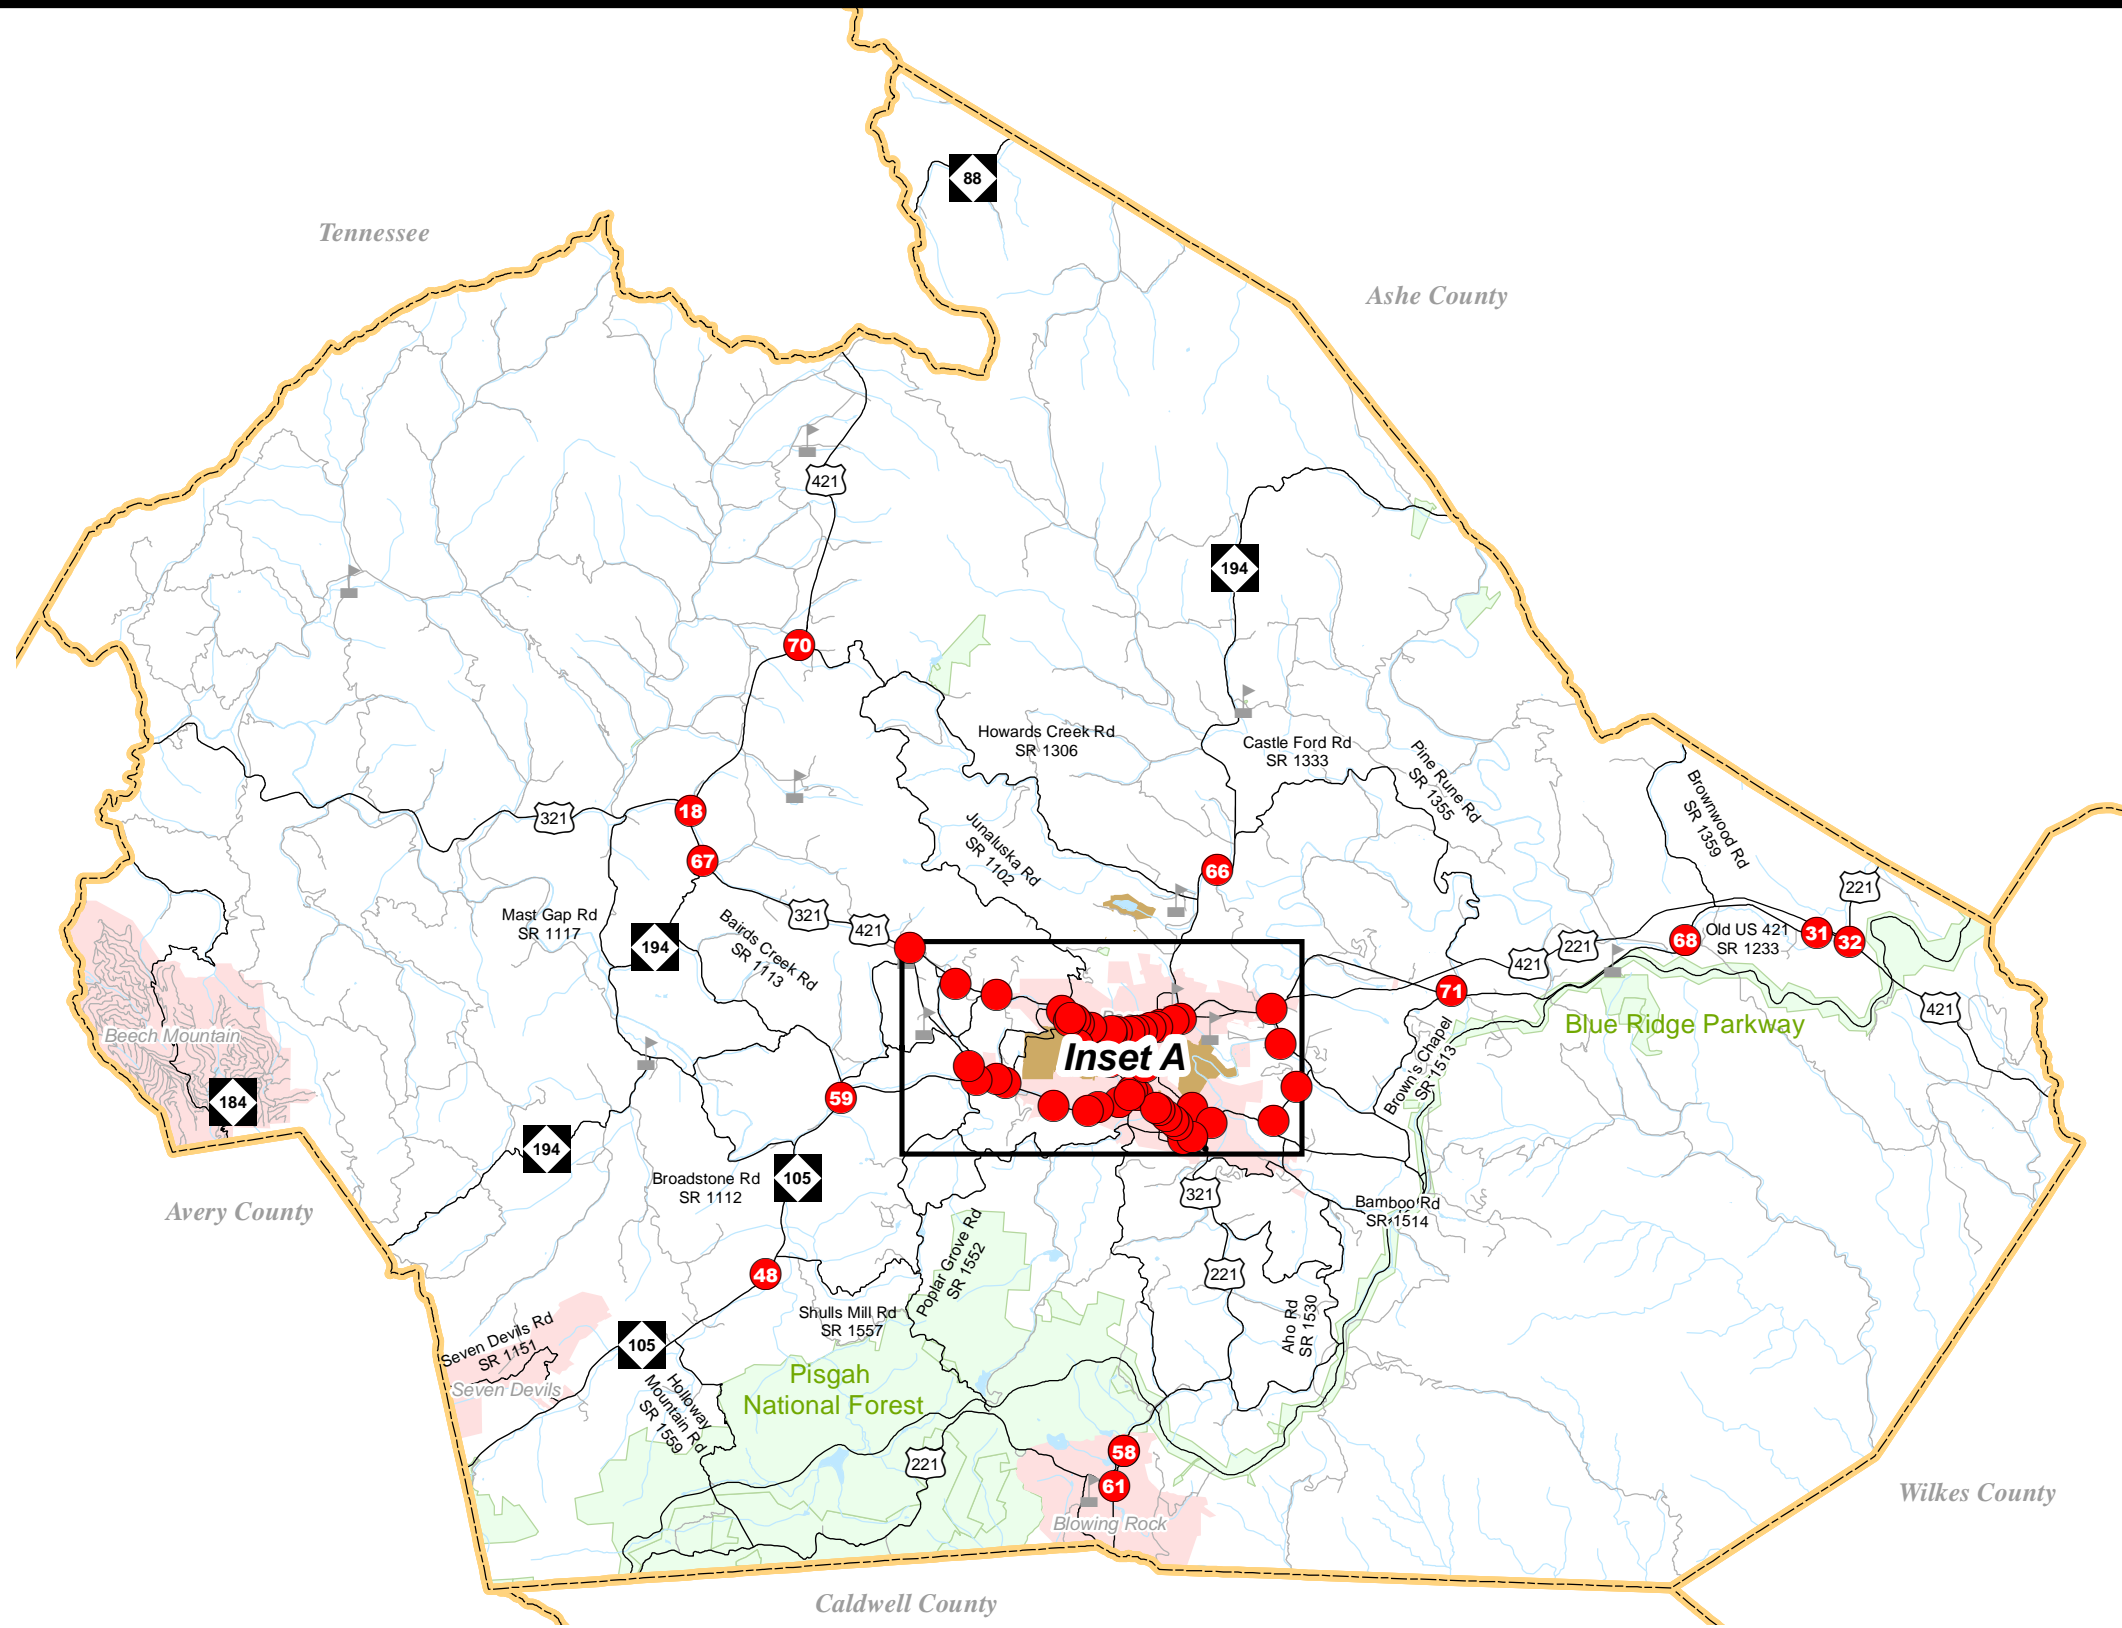 88
Tennessee
Ashe County
421
194
70
Howards Creek Rd
SR 1306
Castle Ford Rd
SR 1333
Pine Rune Rd
SR 1355
Brownwood Rd
SR 1359
321
18
Junaluska Rd
SR 1102
67
66
221
Mast Gap Rd
SR 1117
194
Bairds Creek Rd
SR 1113
321
421
68
Old US 421
SR 1233
31
32
421
221
71
421
Blue Ridge Parkway
Beech Mountain
Inset A
Brown's Chapel
SR 1513
184
59
194
Broadstone Rd
SR 1112
105
321
Bamboo Rd
SR 1514
Avery County
Poplar Grove Rd
SR 1552
48
221
Shulls Mill Rd
SR 1557
Aho Rd
SR 1530
Seven Devils Rd
SR 1151
105
Seven Devils
Holloway
Mountain Rd
SR 1559
Pisgah
National Forest
221
58
61
Blowing Rock
Wilkes County
Caldwell County